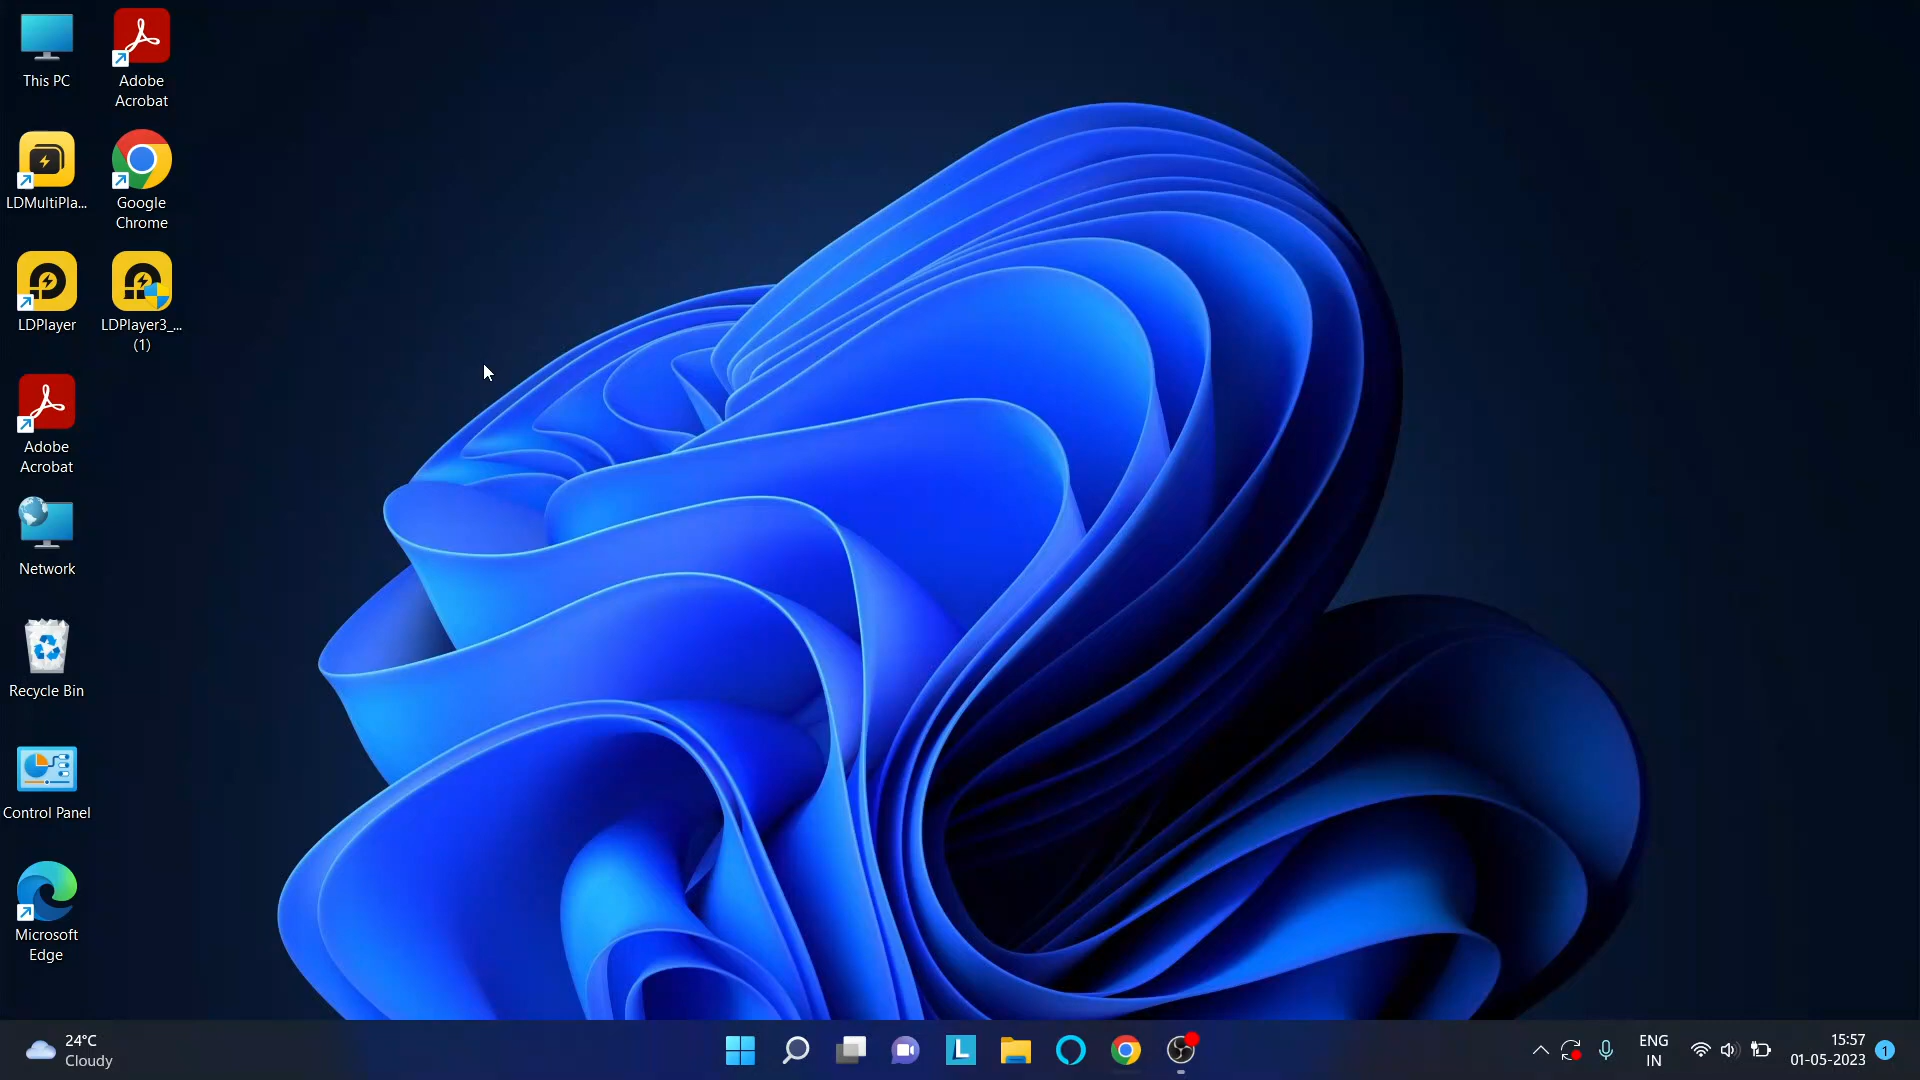 This PC
Adobe
Acrobat
LDMultiPla...
Google
Chrome
LDPlayer
LDPlayer3_...
(1)
Adobe
Acrobat
Network
Recycle Bin
Control Panel
Microsoft
Edge
24°C
Cloudy
L
ENG
IN
15:57
01-05-2023
1